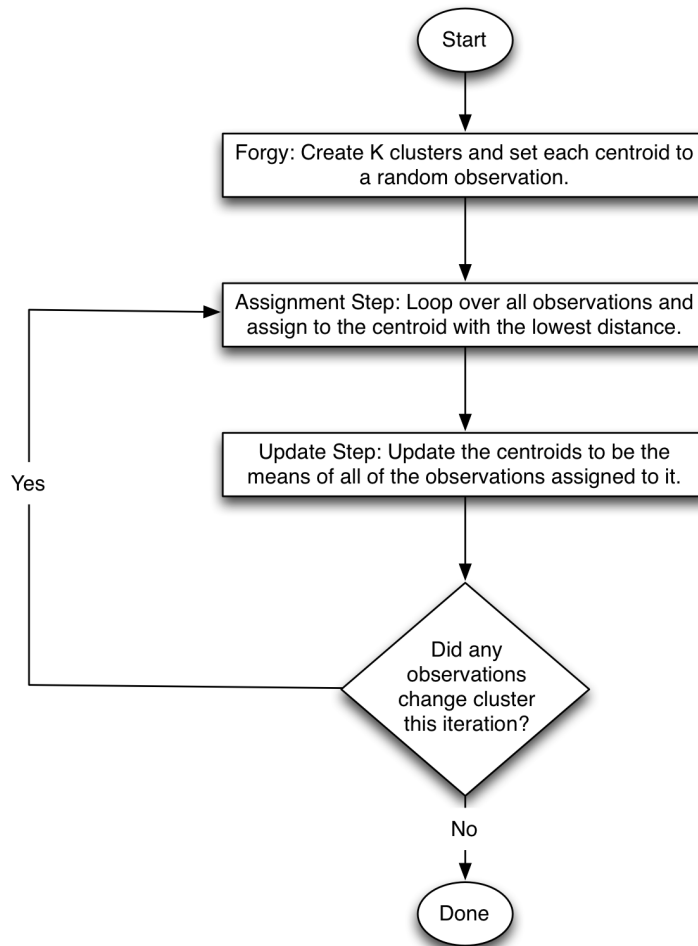 Start
Forgy: Create K clusters and set each centroid to
a random observation.
Assignment Step: Loop over all observations and
assign to the centroid with the lowest distance.
Update Step: Update the centroids to be the
means of all of the observations assigned to it.
Yes
Did any
observations
change cluster
this iteration?
No
Done